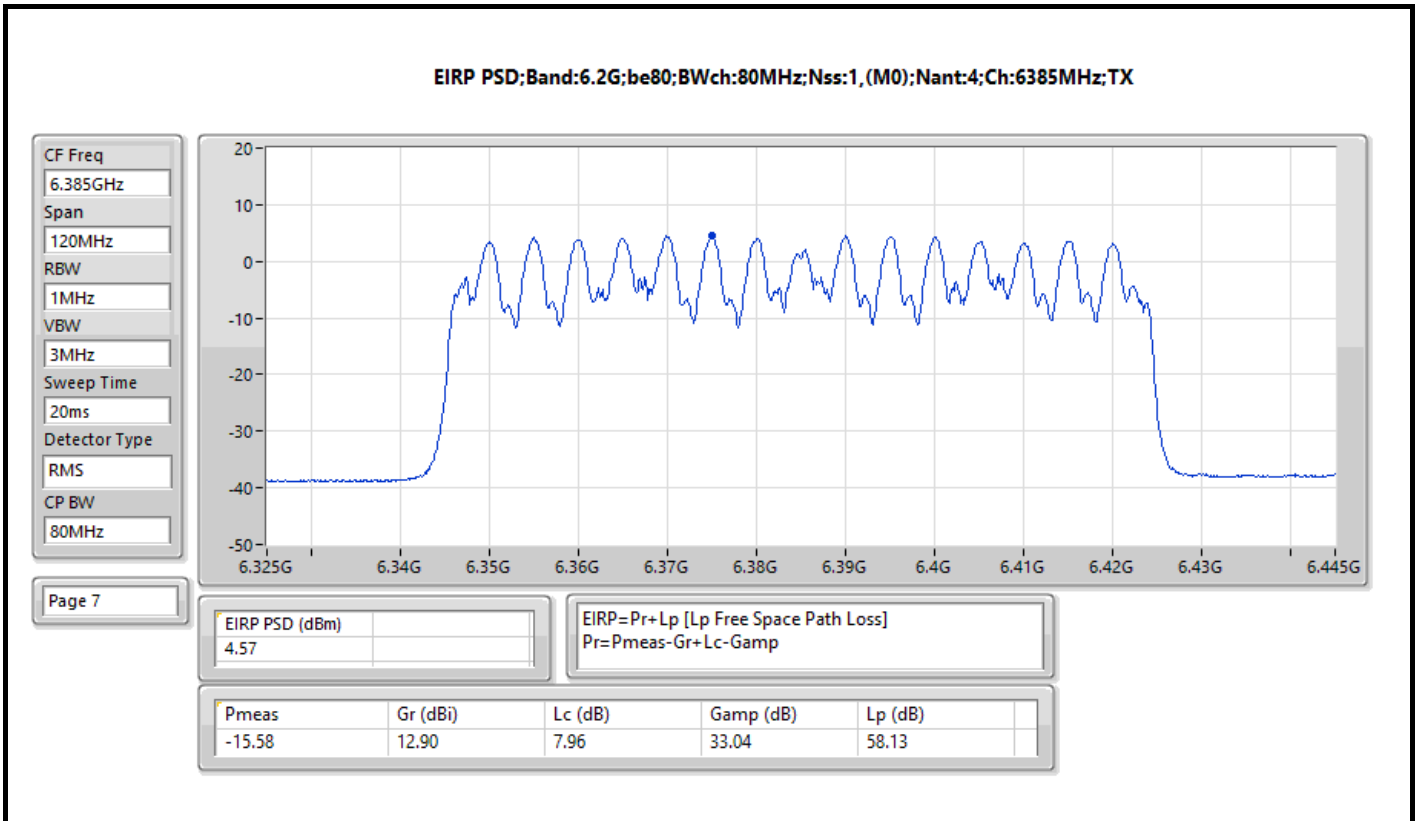 EIRP PSD;Band:6.2G;be80;BWch:80MHz;Nss:1,(M0);Nant:4;Ch:6385MHz;TX
CF Freq
6.385GHz
Span
120MHz
RBW
1MHz
VBW
3MHz
Sweep Time
20ms
Detector Type
RMS
CP BW
80MHz
Page 7
20
10
0
-10
-20
-30
-40
-50
6.325G 6.34G 6.35G 6.36G 6.37G 6.38G 6.39G 6.4G 6.41G 6.42G 6.43G 6.445G
EIRP PSD (dBm)
4.57
EIRP=Pr+Lp [Lp Free Space Path Loss]
Pr=Pmeas-Gr+Lc-Gamp
Pmeas Gr (dBi) Lc (dB) Gamp (dB) Lp (dB)
-15.58 12.90 7.96 33.04 58.13